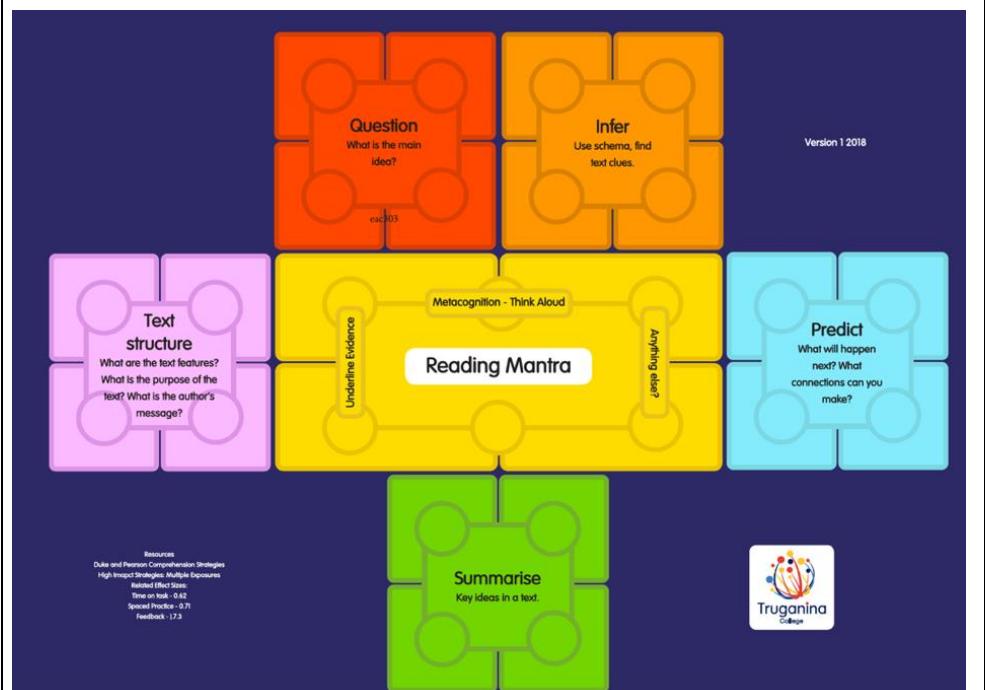 Question
What is the main
idea?
eac303
Infer
Use schema, find
text clues.
Version 1 2018
Text
structure
What are the text features?
What is the purpose of the
text? What is the author's
message?
Metacognition - Think Aloud
Underline Evidence
Reading Mantra
Anything else?
Predict
What will happen
next? What
connections can you
make?
Summarise
Key ideas in a text.
Resources
Duke and Pearson Comprehension Strategies
High Imapct Strategies: Multiple Exposures
Related Effect Sizes:
Time on task - 0.62
Spaced Practice - 0.71
Feedback - j.7.3
Truganina
College